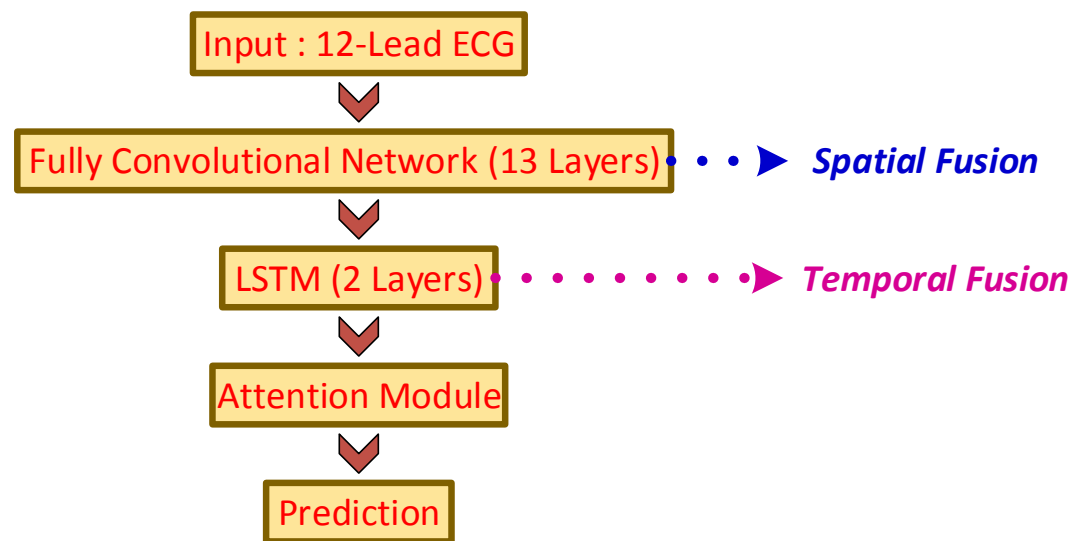 Input : 12-Lead ECG
Fully Convolutional Network (13 Layers)
Spatial Fusion
LSTM (2 Layers)
Temporal Fusion
Attention Module
Prediction